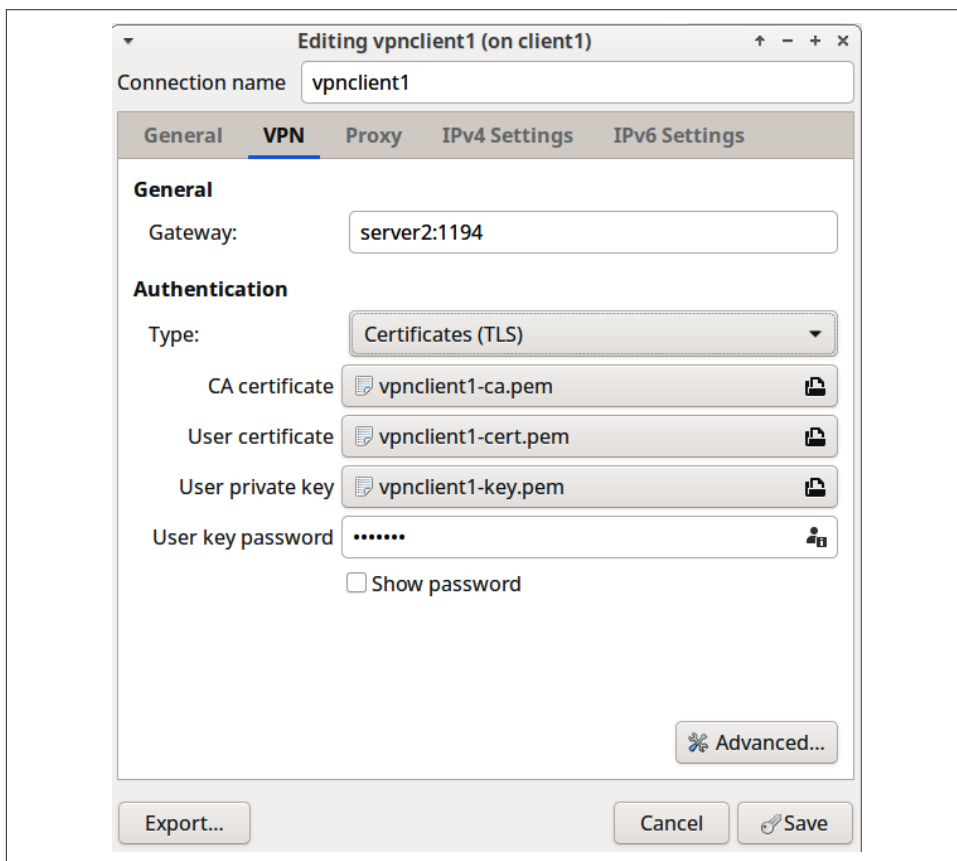 Editing vpnclient1 (on client1)
Connection name vpnclient1
General VPN Proxy IPv4 Settings IPv6 Settings
General
Gateway: server2:1194
Authentication
Type: Certificates (TLS)
CA certificate vpnclient1-ca.pem
User certificate vpnclient1-cert.pem
User private key vpnclient1-key.pem
User key password •••••••
Show password
Advanced...
Export... Cancel Save